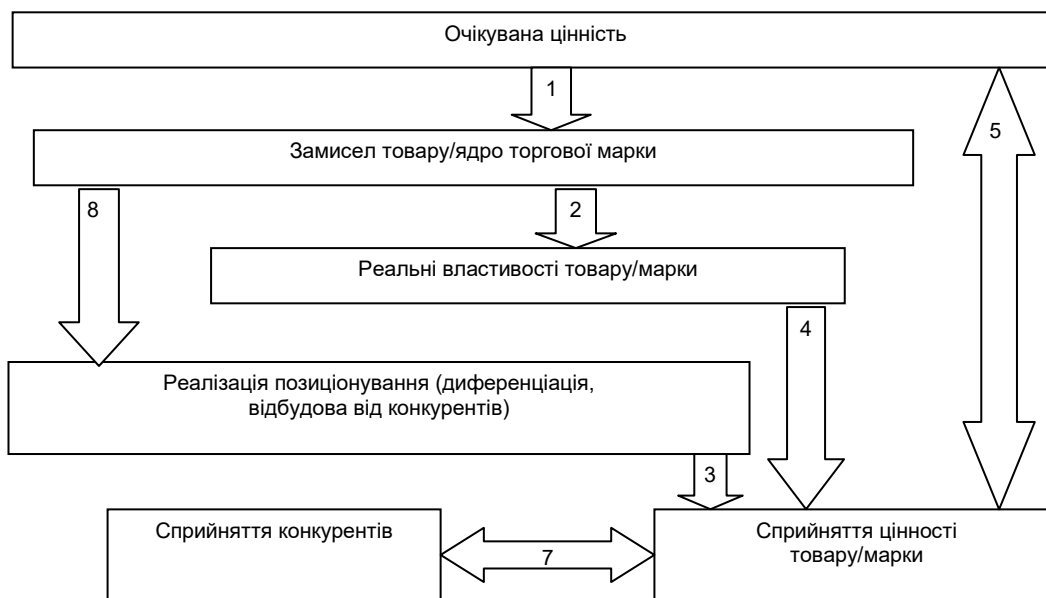 Очікувана цінність
1
5
Замисел товару/ядро торгової марки
8
2
Реальні властивості товару/марки
4
Реалізація позиціонування (диференціація,
відбудова від конкурентів)
3
Сприйняття конкурентів
7
Сприйняття цінності
товару/марки